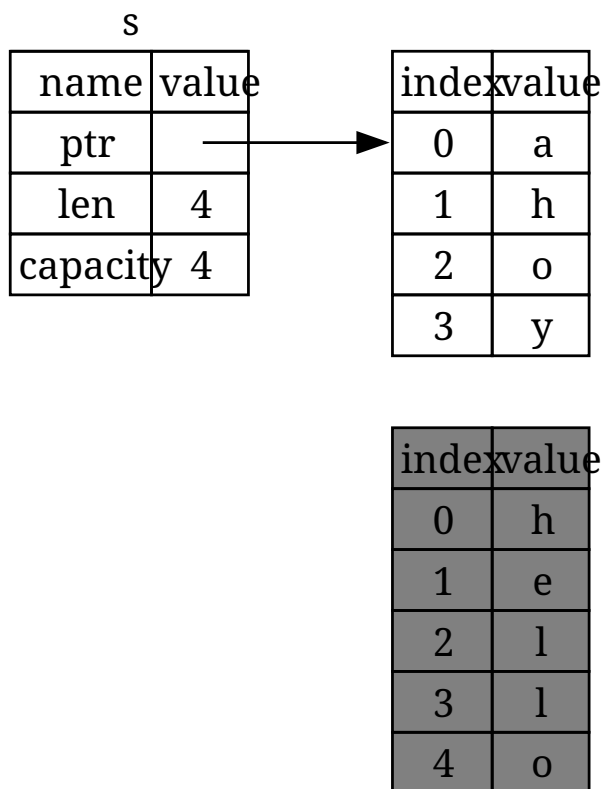 s
name value
ptr
len 4
capacity 4
index value
0 a
1 h
2 o
3 y
index value
0 h
1 e
2 l
3 l
4 o